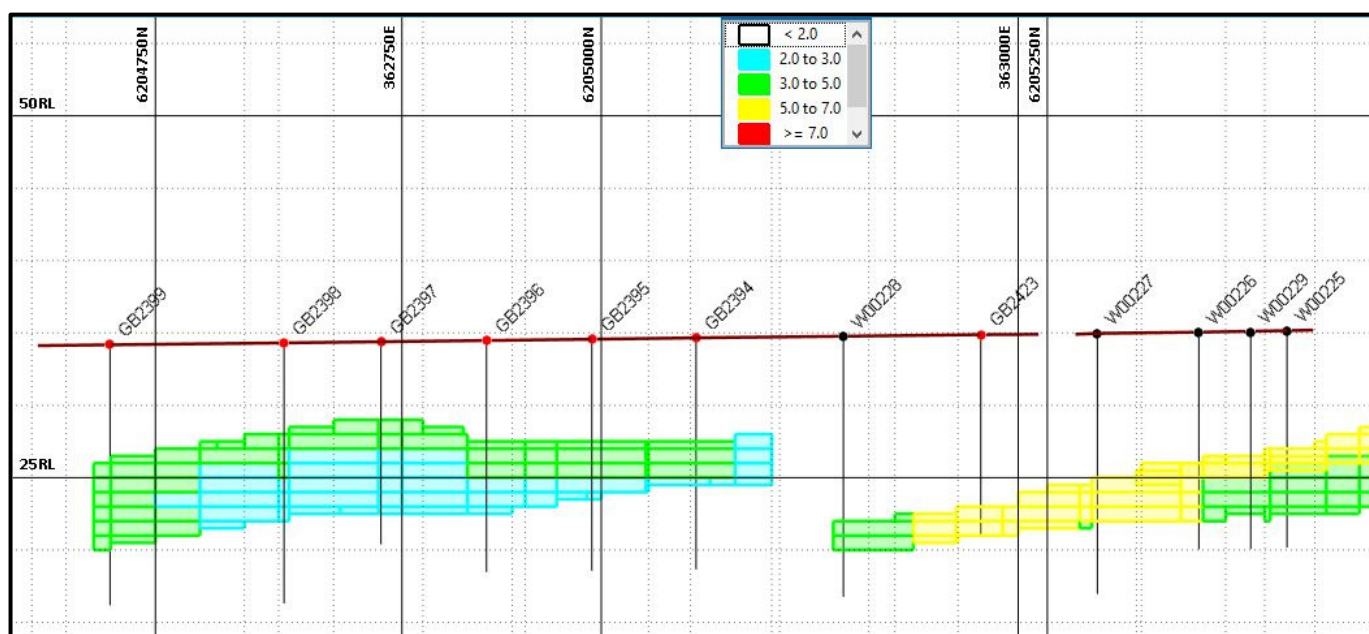 6204750N
362750E
6205000N
363000E
6205250N
< 2.0
2.0 to 3.0
3.0 to 5.0
5.0 to 7.0
>= 7.0
50RL
GB2399
GB2398
GB2397
GB2396
GB2395
GB2394
W00228
GB2423
W00227
W00226
W00229
W00225
25RL